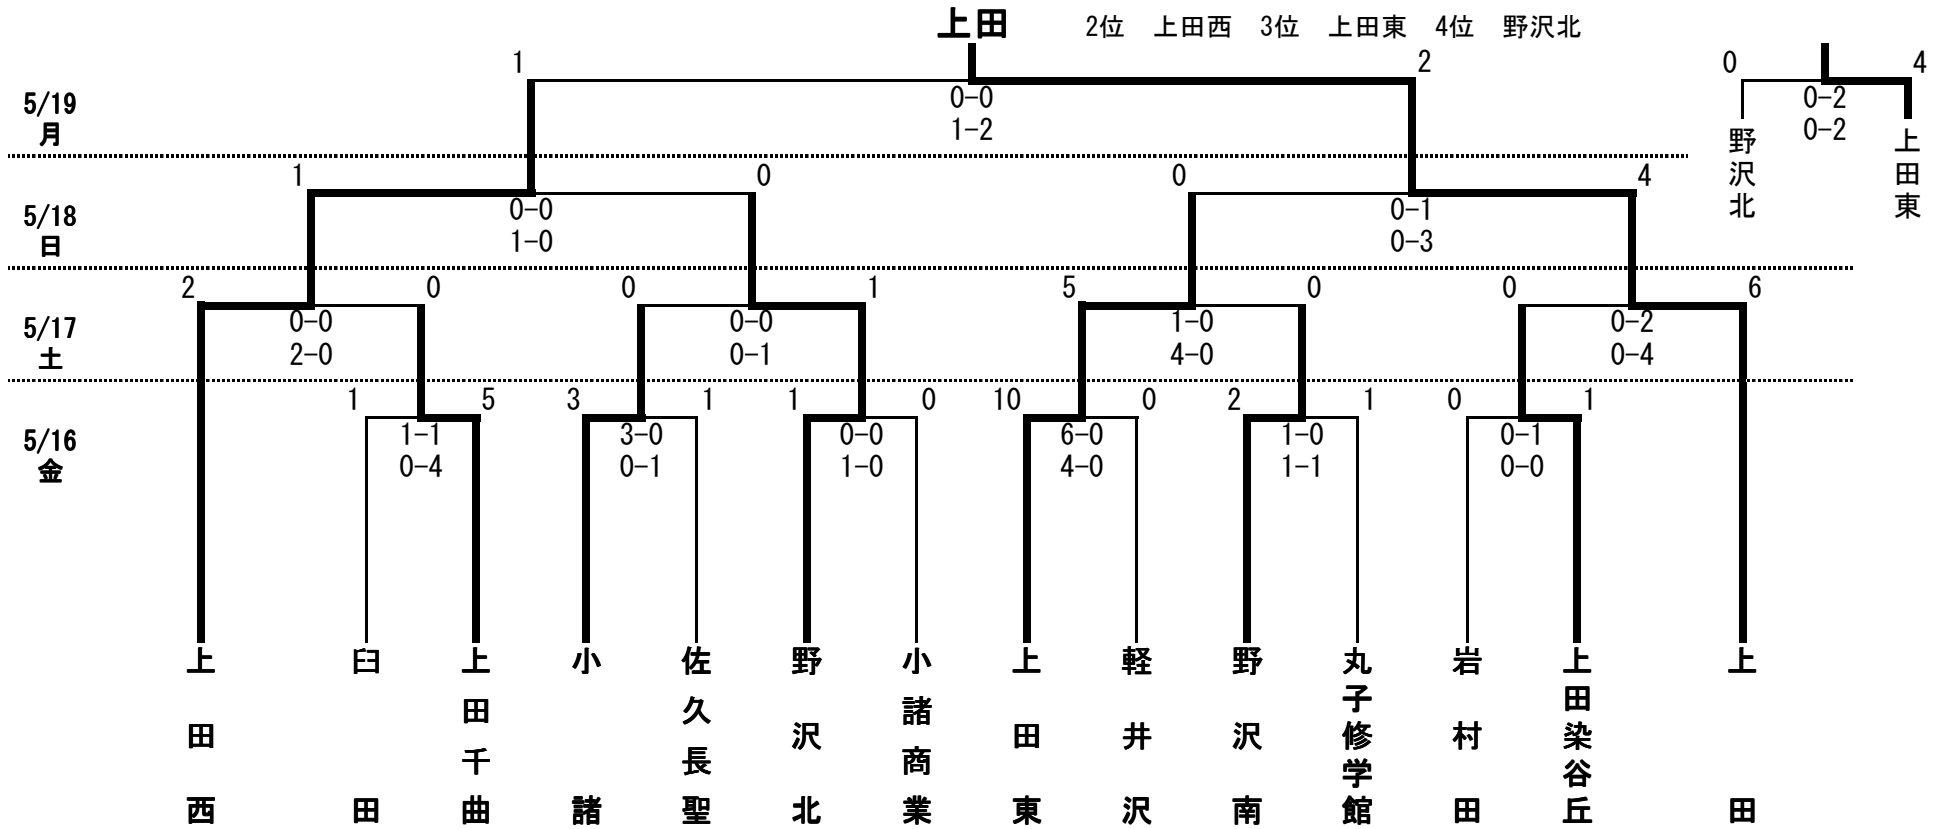 上田 2位 上田西 3位 上田東 4位 野沢北
1 2 0 4
5/19
月
0-0 0-2
1-2 0-2
野沢北 上田東
1 0 0 4
5/18
日
0-0 0-1
1-0 0-3
2 0 0 1 5 0 0 6
5/17
土
0-0 0-0 1-0 0-2
2-0 0-1 4-0 0-4
1 5 3 1 1 0 10 0 2 1 0 1
5/16
金
1-1 3-0 0-0 6-0 1-0 0-1
0-4 0-1 1-0 4-0 1-1 0-0
上田西
臼田
上田千曲
小諸
佐久長聖
野沢北
小諸商業
上田東
軽井沢
野沢南
丸子修学館
岩村田
上田染谷丘
上田